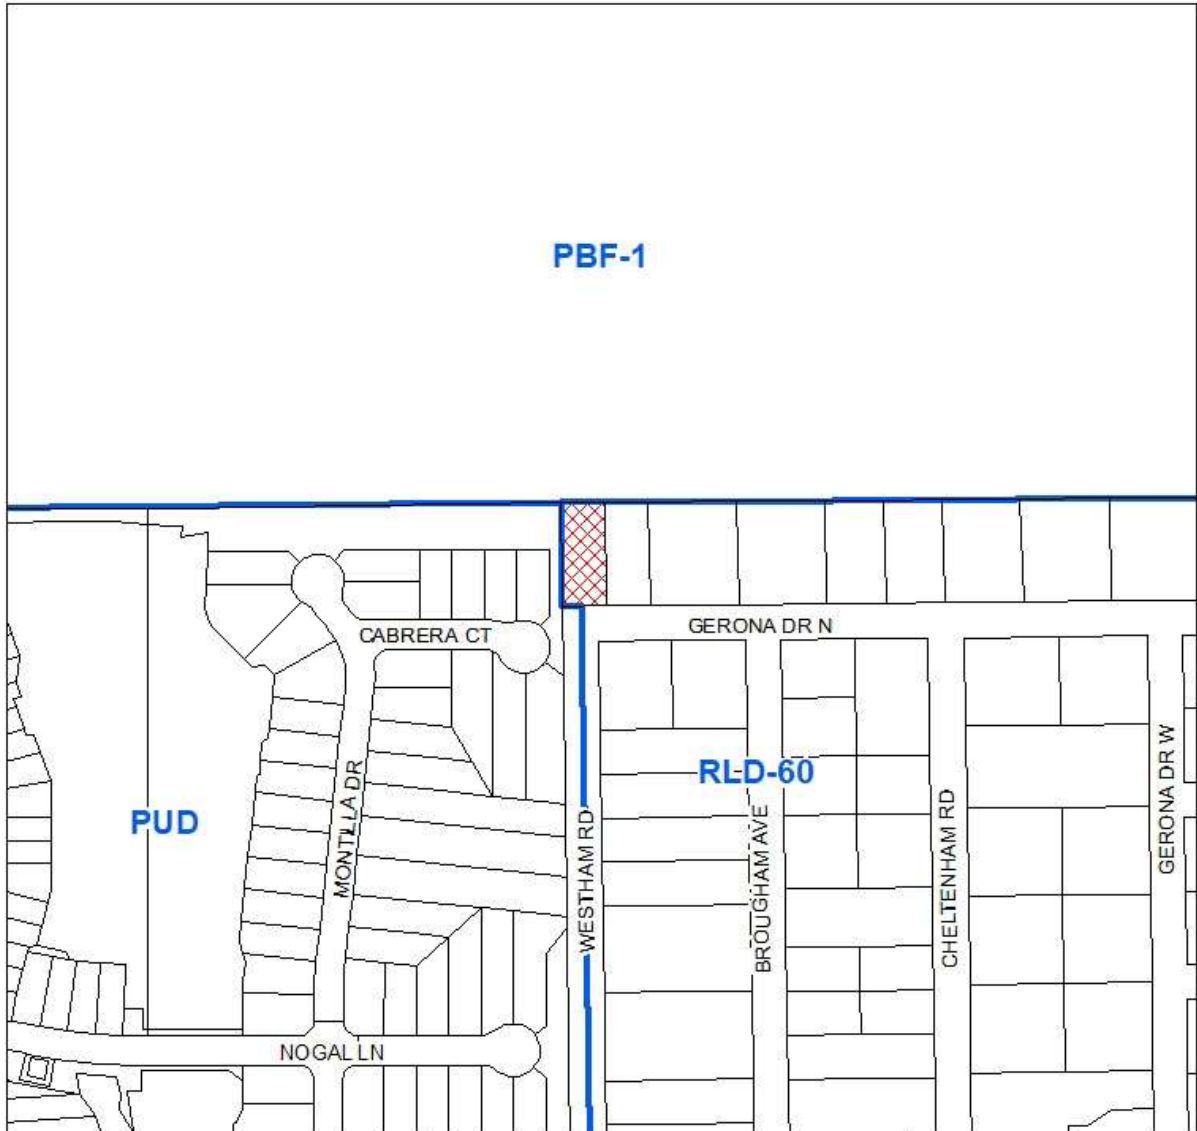 PBF-1
CABRERA CT
GERONA DR N
MONTILLA DR
PUD
WESTHAM RD
RLD-60
BROUGHAM AVE
CHELTENHAM RD
GERONA DR W
NOGAL LN